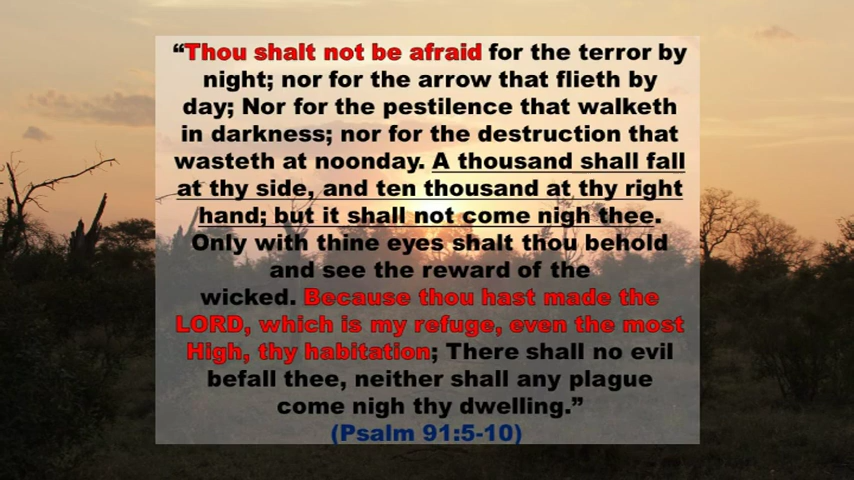 “Thou shalt not be afraid for the terror by
night; nor for the arrow that flieth by
day; Nor for the pestilence that walketh
in darkness; nor for the destruction that
wasteth at noonday. A thousand shall fall
at thy side, and ten thousand at thy right
hand; but it shall not come nigh thee.
Only with thine eyes shalt thou behold
and see the reward of the
wicked. Because thou hast made the
LORD, which is my refuge, even the most
High, thy habitation; There shall no evil
befall thee, neither shall any plague
come nigh thy dwelling.”
(Psalm 91:5-10)